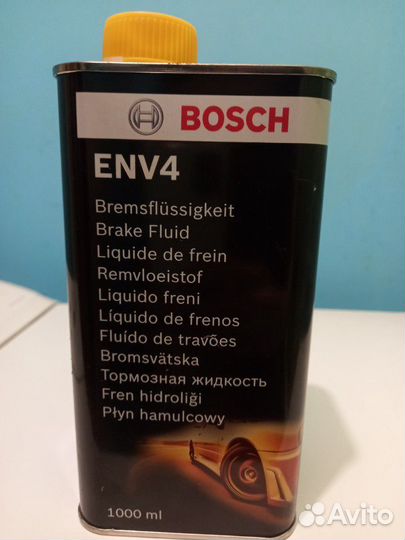 BOSCH
ENV4
Bremsflüssigkeit
Brake Fluid
Liquide de frein
Remvloeistof
Liquido freni
Líquido de frenos
Fluído de travões
Bromsvätska
Тормозная жидкость
Fren hidroliği
Płyn hamulcowy
1000 ml
Avito